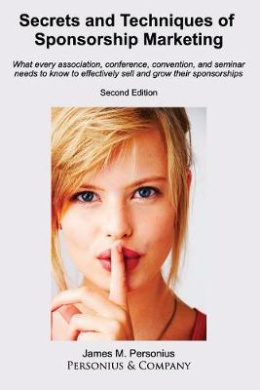 Secrets and Techniques of
Sponsorship Marketing
What every association, conference, convention, and seminar
needs to know to effectively sell and grow their sponsorships
Second Edition
James M. Personius
PERSONIUS & COMPANY